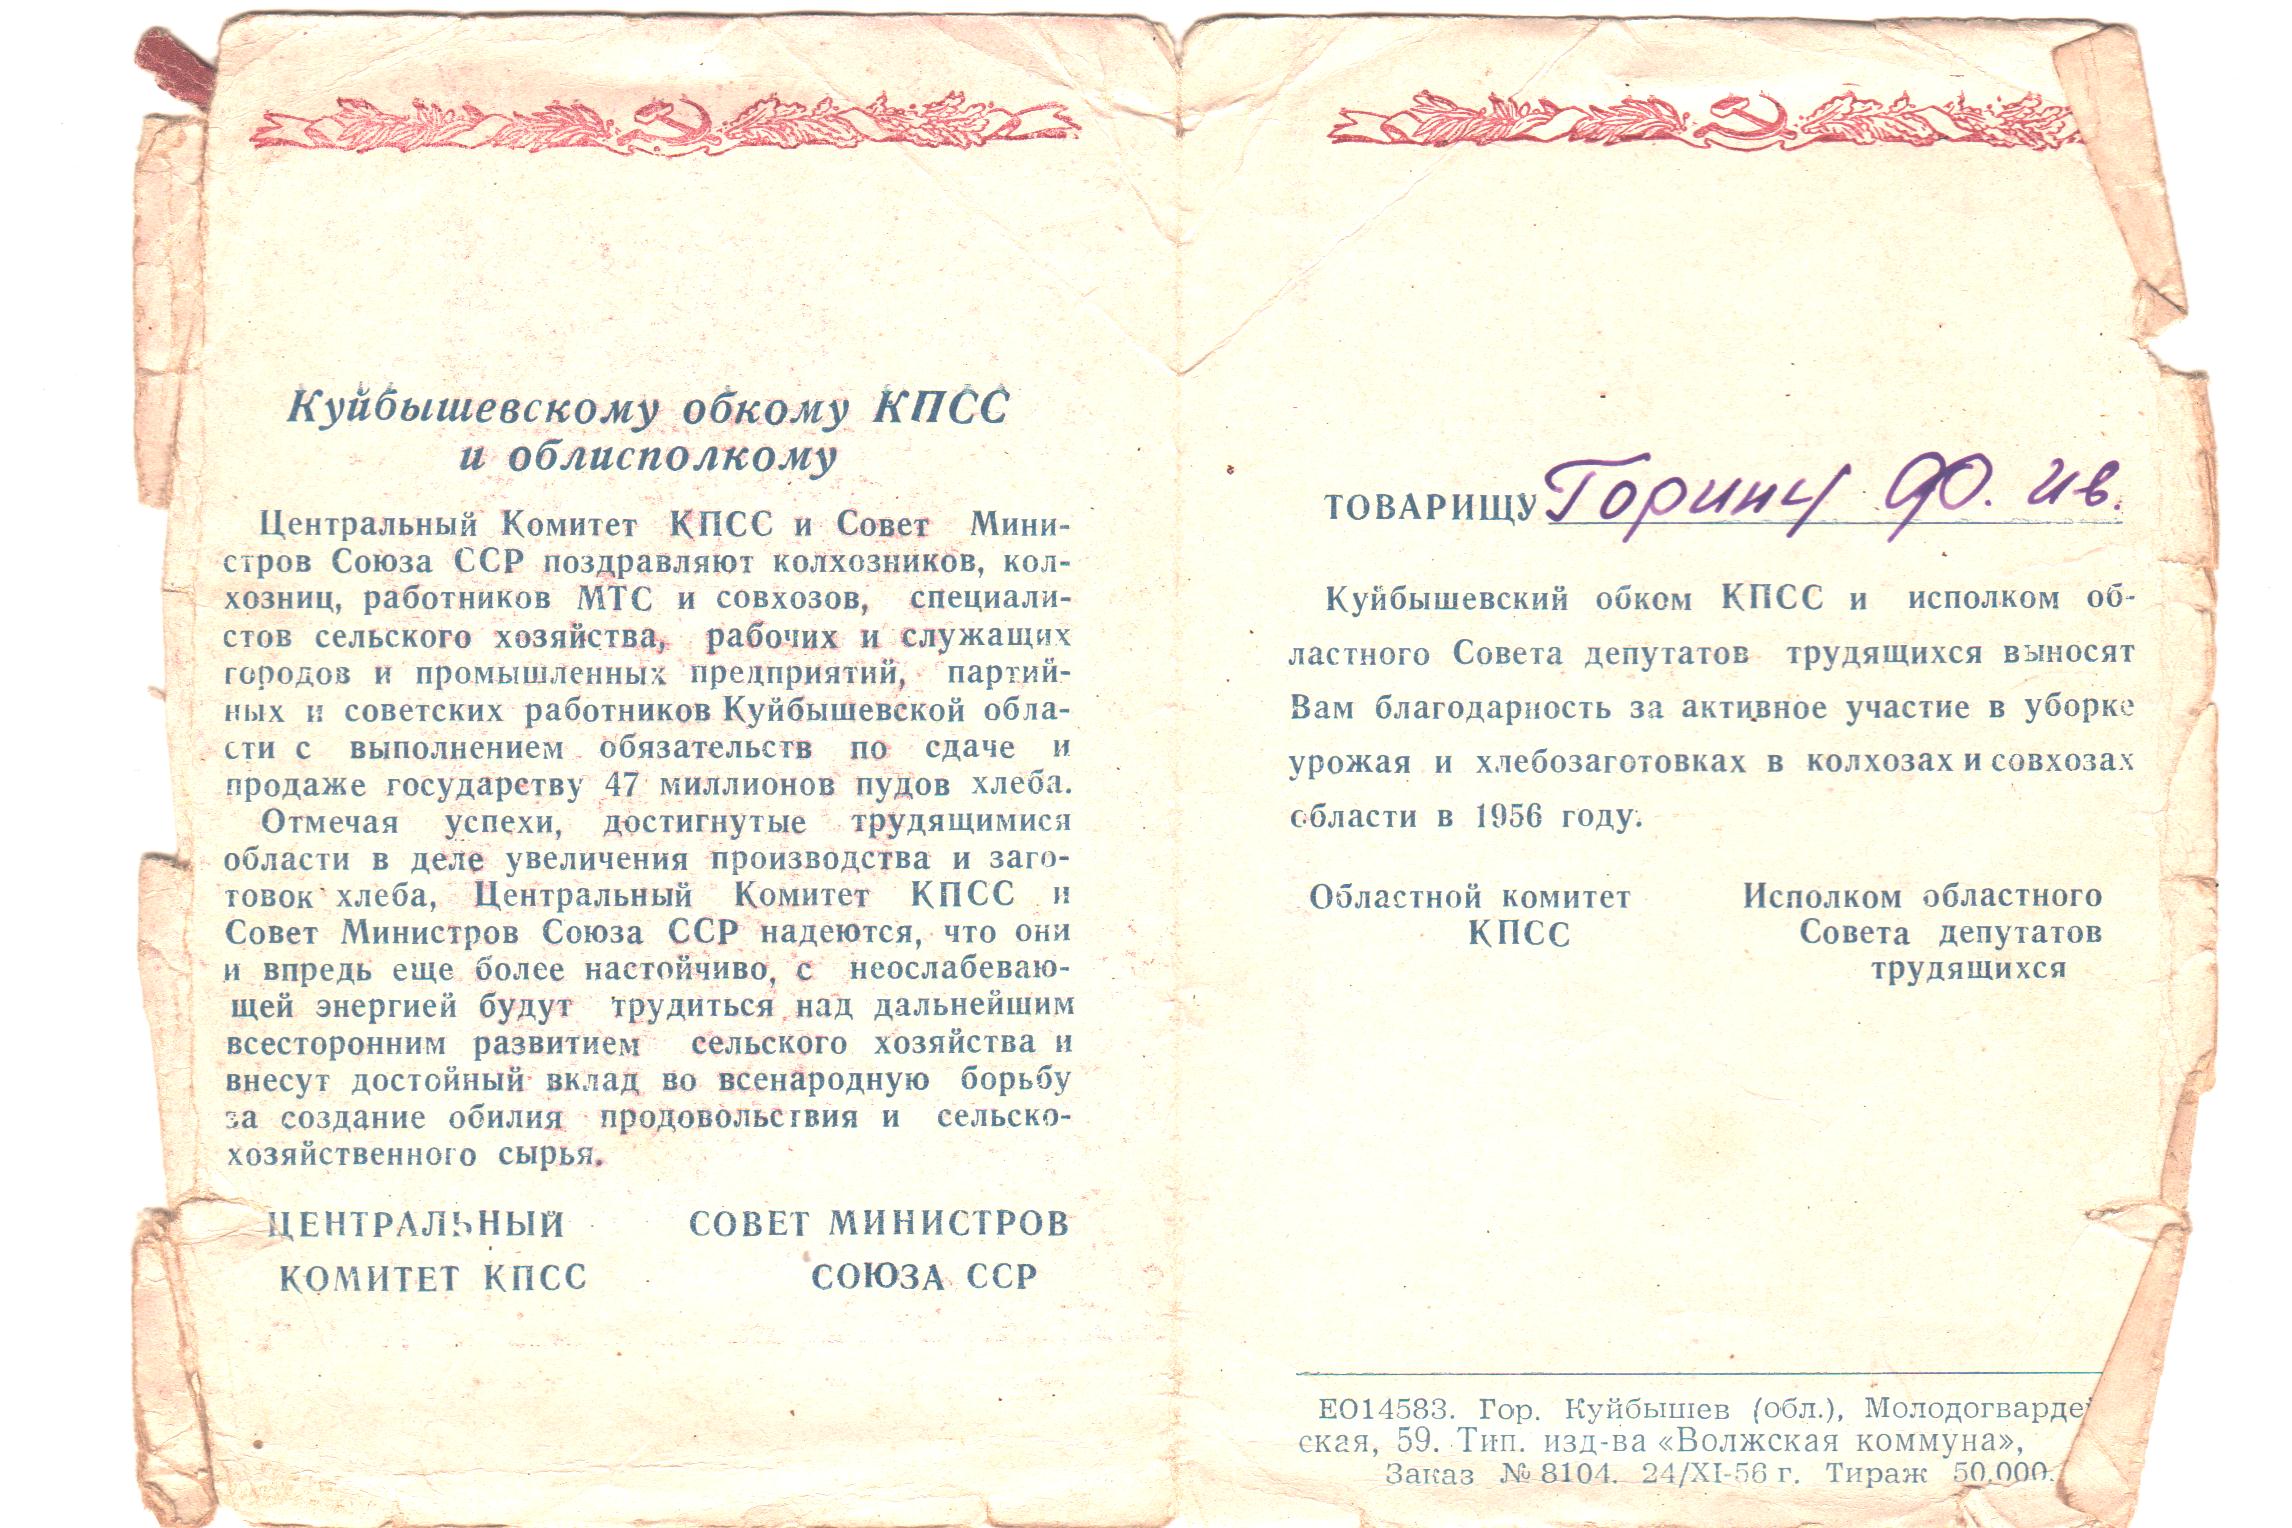 Куйбышевскому обкому КПСС
и облисполкому
Центральный Комитет КПСС и Совет Мини-
стров Союза ССР поздравляют колхозников, кол-
хозниц, работников МТС и совхозов, специали-
стов сельского хозяйства, рабочих и служащих
городов и промышленных предприятий, партий-
ных и советских работников Куйбышевской обла-
сти с выполнением обязательств по сдаче и
продаже государству 47 миллионов пудов хлеба.
Отмечая успехи, достигнутые трудящимися
области в деле увеличения производства и заго-
товок хлеба, Центральный Комитет КПСС и
Совет Министров Союза ССР надеются, что они
и впредь еще более настойчиво, с неослабеваю-
щей энергией будут трудиться над дальнейшим
всесторонним развитием сельского хозяйства и
внесут достойный вклад во всенародную борьбу
за создание обилия продовольствия и сельско-
хозяйственного сырья.
ЦЕНТРАЛЬНЫЙ
КОМИТЕТ КПСС
СОВЕТ МИНИСТРОВ
СОЮЗА ССР
ТОВАРИЩУ Горину Ф. Ив.
Куйбышевский обком КПСС и исполком об-
ластного Совета депутатов трудящихся выносят
Вам благодарность за активное участие в уборке
урожая и хлебозаготовках в колхозах и совхозах
области в 1956 году.
Областной комитет
КПСС
Исполком областного
Совета депутатов
трудящихся
ЕО14583. Гор. Куйбышев (обл.), Молодогвардей
ская, 59. Тип. изд-ва «Волжская коммуна»,
Заказ № 8104. 24/XI-56 г. Тираж 50.000.